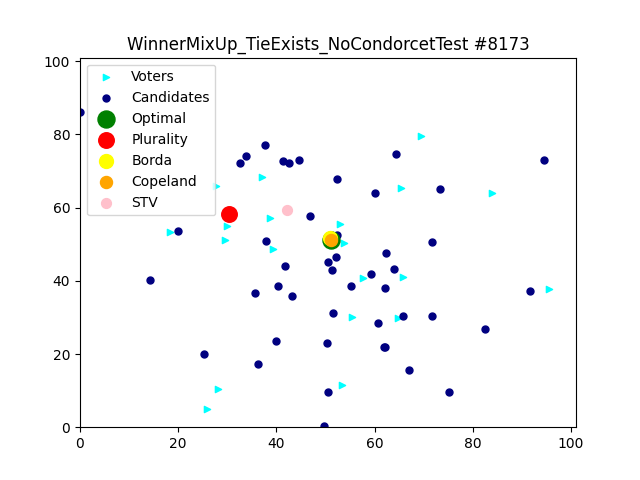 WinnerMixUp_TieExists_NoCondorcetTest #8173
100
80
60
40
20
0
0 20 40 60 80 100
Voters
Candidates
Optimal
Plurality
Borda
Copeland
STV